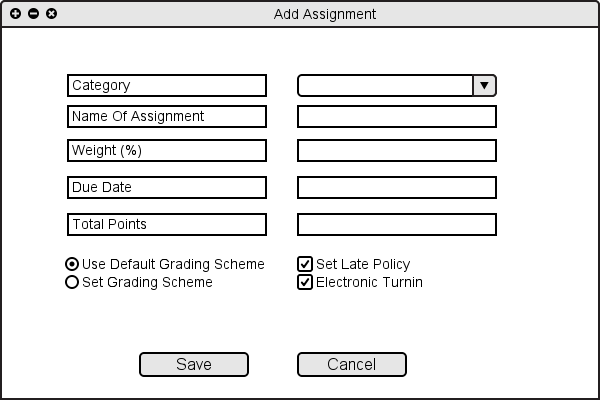 Add Assignment
Category
Name Of Assignment
Weight (%)
Due Date
Total Points
Use Default Grading Scheme
Set Late Policy
Set Grading Scheme
Electronic Turnin
Save
Cancel